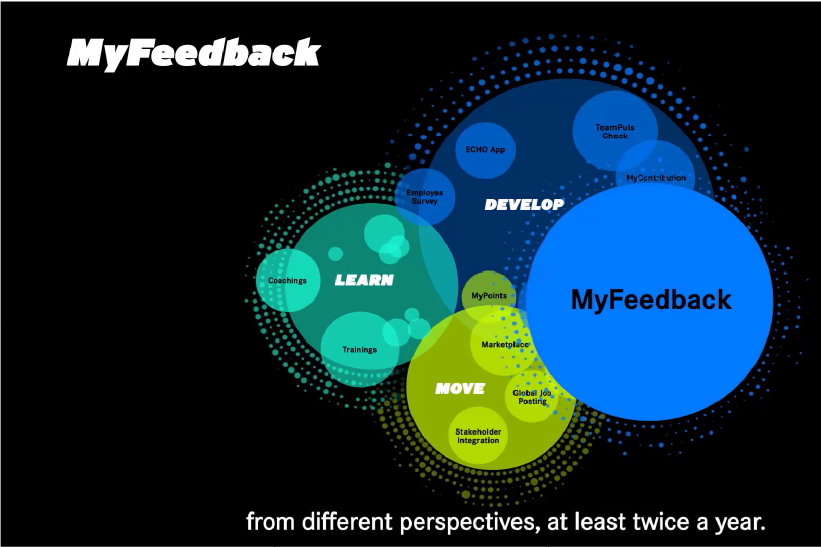 MyFeedback
TeamPuls
Check
ECHO App
MyContribution
Employee
Survey
DEVELOP
LEARN
Coachings
MyPoints
MyFeedback
Trainings
Marketplace
MOVE
Global Job
Posting
Stakeholder
Integration
from different perspectives, at least twice a year.